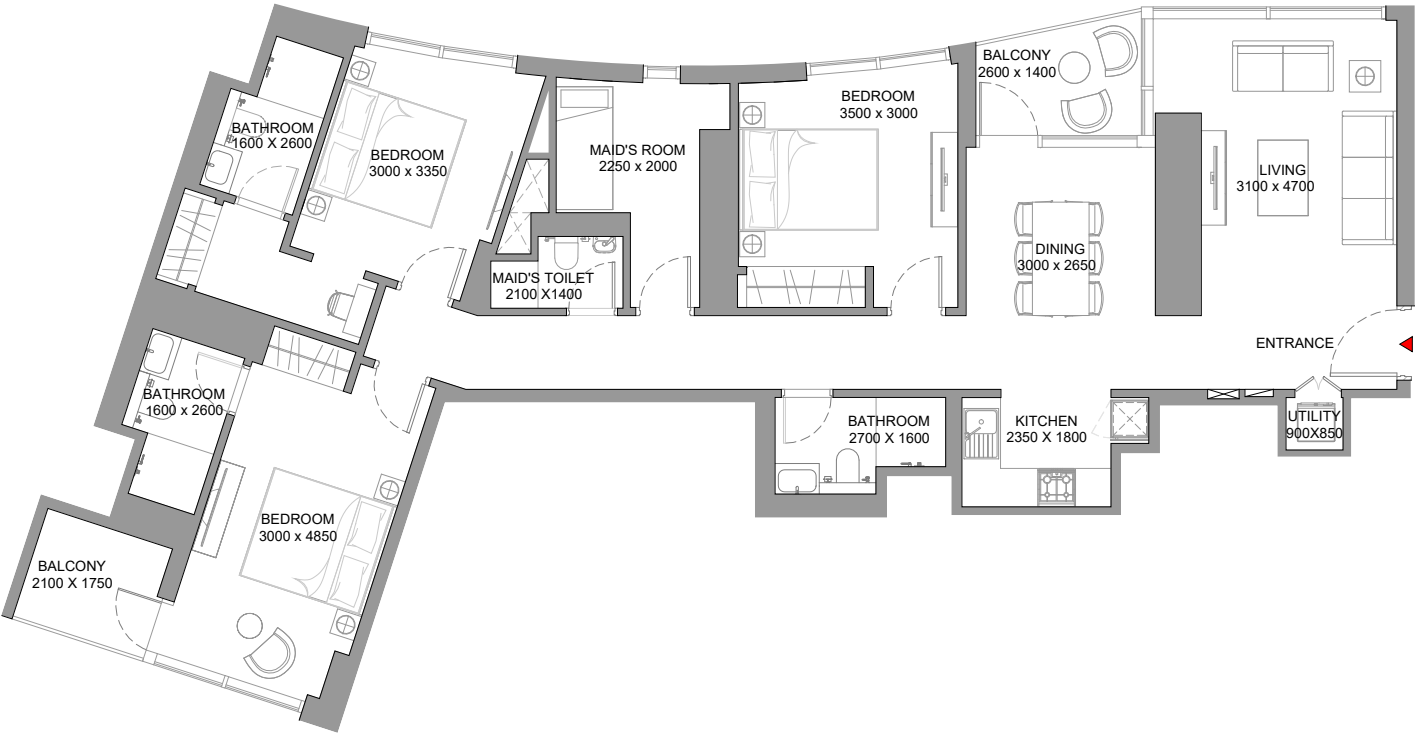 BALCONY
2600 x 1400
BEDROOM
3500 x 3000
BATHROOM
1600 X 2600
BEDROOM
3000 x 3350
MAID'S ROOM
2250 x 2000
LIVING
3100 x 4700
DINING
3000 x 2650
MAID'S TOILET
2100 X1400
ENTRANCE
BATHROOM
1600 x 2600
BATHROOM
2700 X 1600
KITCHEN
2350 X 1800
UTILITY
900X850
BEDROOM
3000 x 4850
BALCONY
2100 X 1750